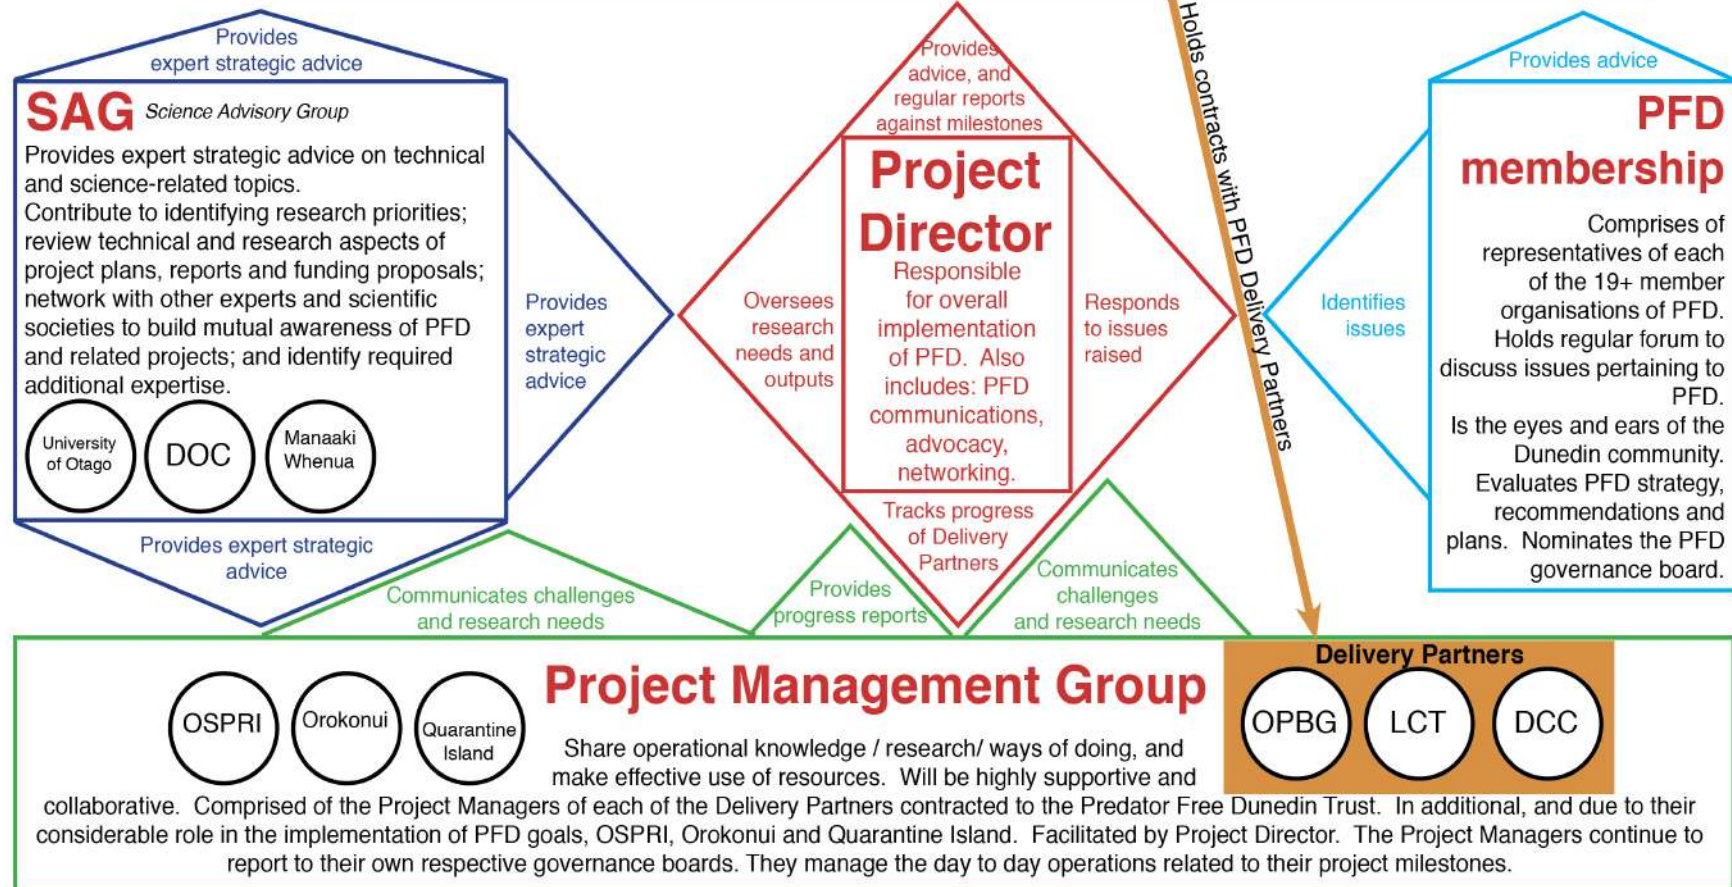 Provides
expert strategic advice
SAG Science Advisory Group
Provides expert strategic advice on technical
and science-related topics.
Contribute to identifying research priorities;
review technical and research aspects of
project plans, reports and funding proposals;
network with other experts and scientific
societies to build mutual awareness of PFD
and related projects; and identify required
additional expertise.
University
of Otago
DOC
Manaaki
Whenua
Provides
expert
strategic
advice
Provides expert strategic
advice
Provides
advice, and
regular reports
against milestones
Project
Director
Responsible
for overall
implementation
of PFD. Also
includes: PFD
communications,
advocacy,
networking.
Oversees
research
needs and
outputs
Responds
to issues
raised
Tracks progress
of Delivery
Partners
Holds contracts with PFD Delivery Partners
Provides advice
PFD
membership
Comprises of
representatives of each
of the 19+ member
organisations of PFD.
Holds regular forum to
discuss issues pertaining to
PFD.
Is the eyes and ears of the
Dunedin community.
Evaluates PFD strategy,
recommendations and
plans. Nominates the PFD
governance board.
Identifies
issues
Communicates challenges
and research needs
Provides
progress reports
Communicates
challenges
and research needs
OSPRI
Orokonui
Quarantine
Island
Project Management Group
Delivery Partners
OPBG
LCT
DCC
Share operational knowledge / research/ ways of doing, and
make effective use of resources. Will be highly supportive and
collaborative. Comprised of the Project Managers of each of the Delivery Partners contracted to the Predator Free Dunedin Trust. In additional, and due to their
considerable role in the implementation of PFD goals, OSPRI, Orokonui and Quarantine Island. Facilitated by Project Director. The Project Managers continue to
report to their own respective governance boards. They manage the day to day operations related to their project milestones.